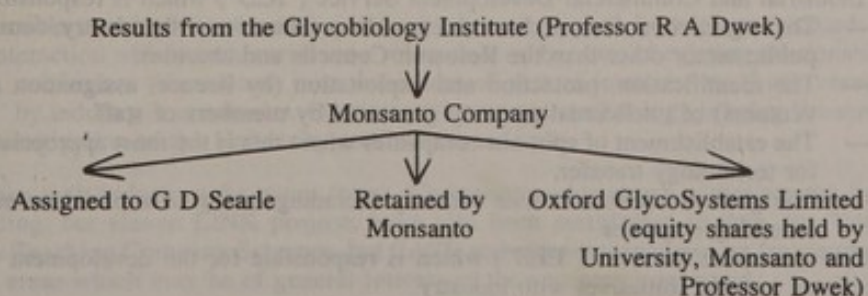 Results from the Glycobiology Institute (Professor R A Dwek)
Monsanto Company
Assigned to G D Searle
Retained by
Monsanto
Oxford GlycoSystems Limited
(equity shares held by
University, Monsanto and
Professor Dwek)